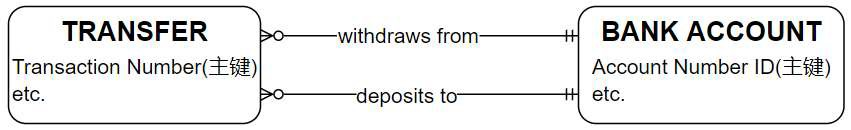 TRANSFER
Transaction Number(主键)
etc.
withdraws from
deposits to
BANK ACCOUNT
Account Number ID(主键)
etc.